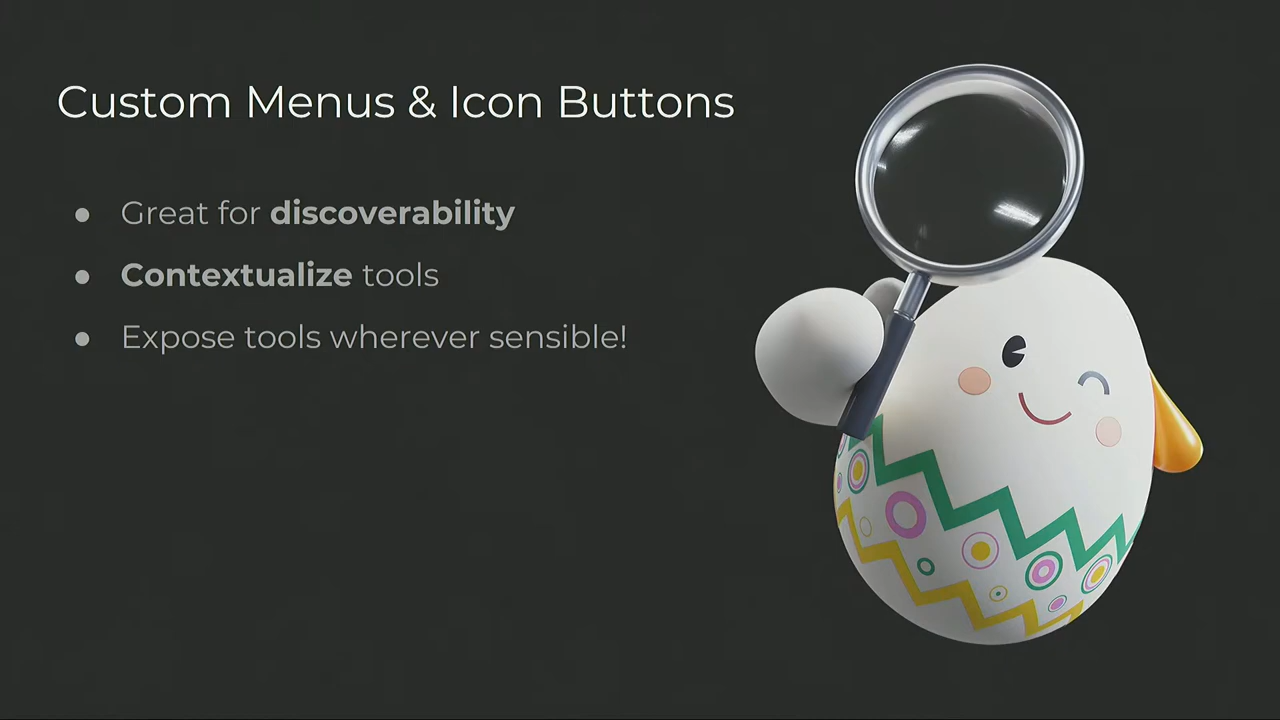 Custom Menus & Icon Buttons
● Great for discoverability
● Contextualize tools
● Expose tools wherever sensible!